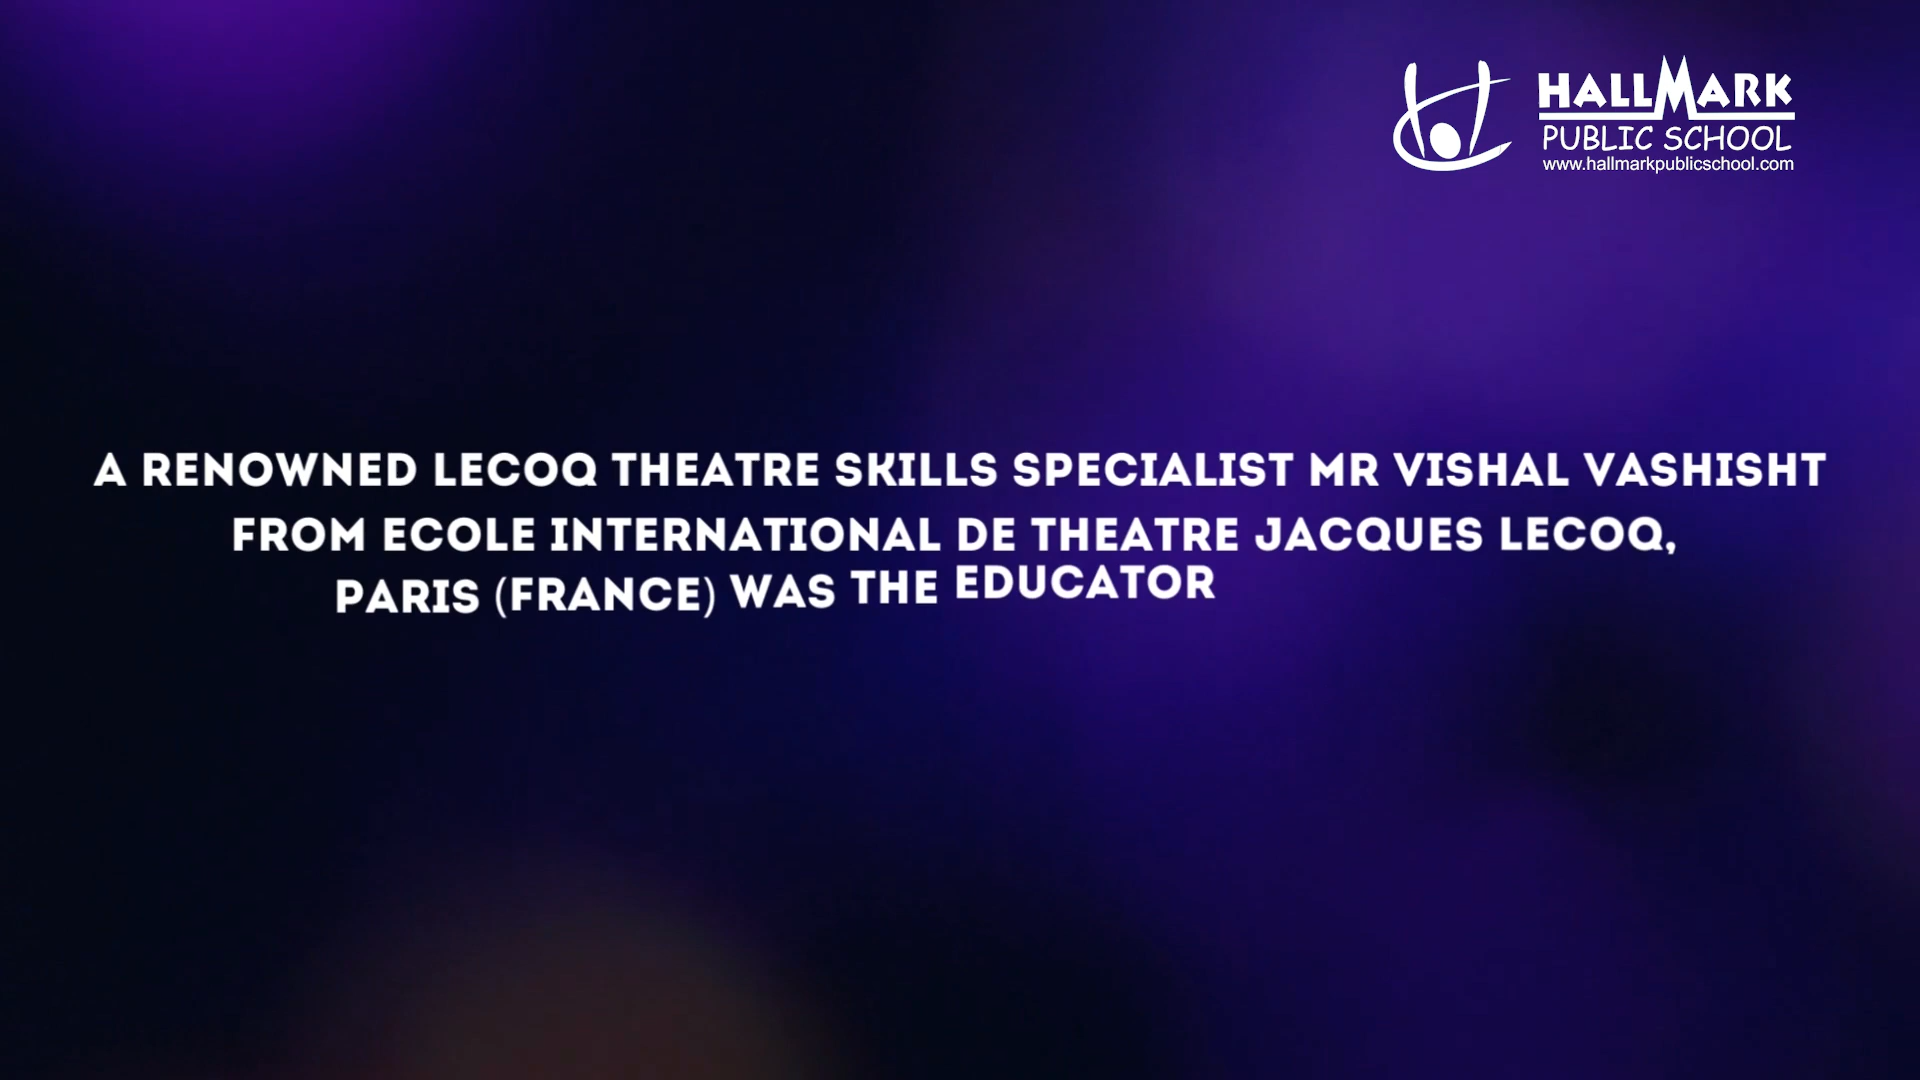 HALLMARK
PUBLIC SCHOOL
www.hallmarkpublicschool.com
A RENOWNED LECOQ THEATRE SKILLS SPECIALIST MR VISHAL VASHISHT
FROM ECOLE INTERNATIONAL DE THEATRE JACQUES LECOQ,
PARIS (FRANCE) WAS THE EDUCATOR